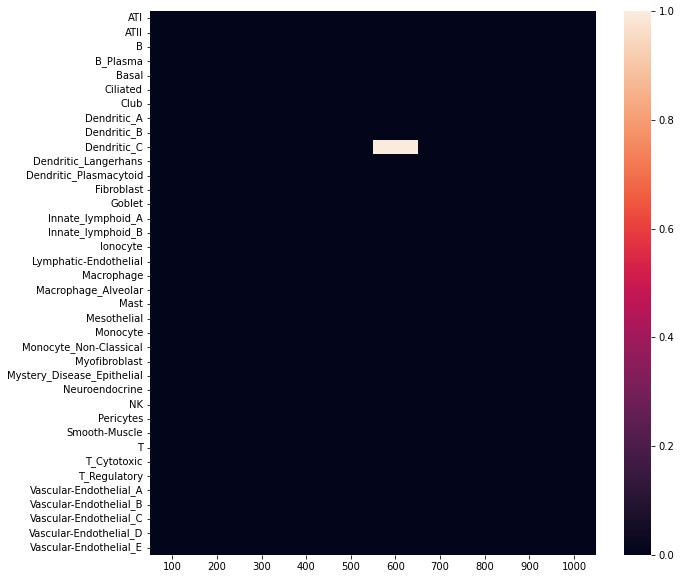 ATI
ATII
B
B_Plasma
Basal
Ciliated
Club
Dendritic_A
Dendritic_B
Dendritic_C
Dendritic_Langerhans
Dendritic_Plasmacytoid
Fibroblast
Goblet
Innate_lymphoid_A
Innate_lymphoid_B
Ionocyte
Lymphatic-Endothelial
Macrophage
Macrophage_Alveolar
Mast
Mesothelial
Monocyte
Monocyte_Non-Classical
Myofibroblast
Mystery_Disease_Epithelial
Neuroendocrine
NK
Pericytes
Smooth-Muscle
T
T_Cytotoxic
T_Regulatory
Vascular-Endothelial_A
Vascular-Endothelial_B
Vascular-Endothelial_C
Vascular-Endothelial_D
Vascular-Endothelial_E
100 200 300 400 500 600 700 800 900 1000
1.0
0.8
0.6
0.4
0.2
0.0